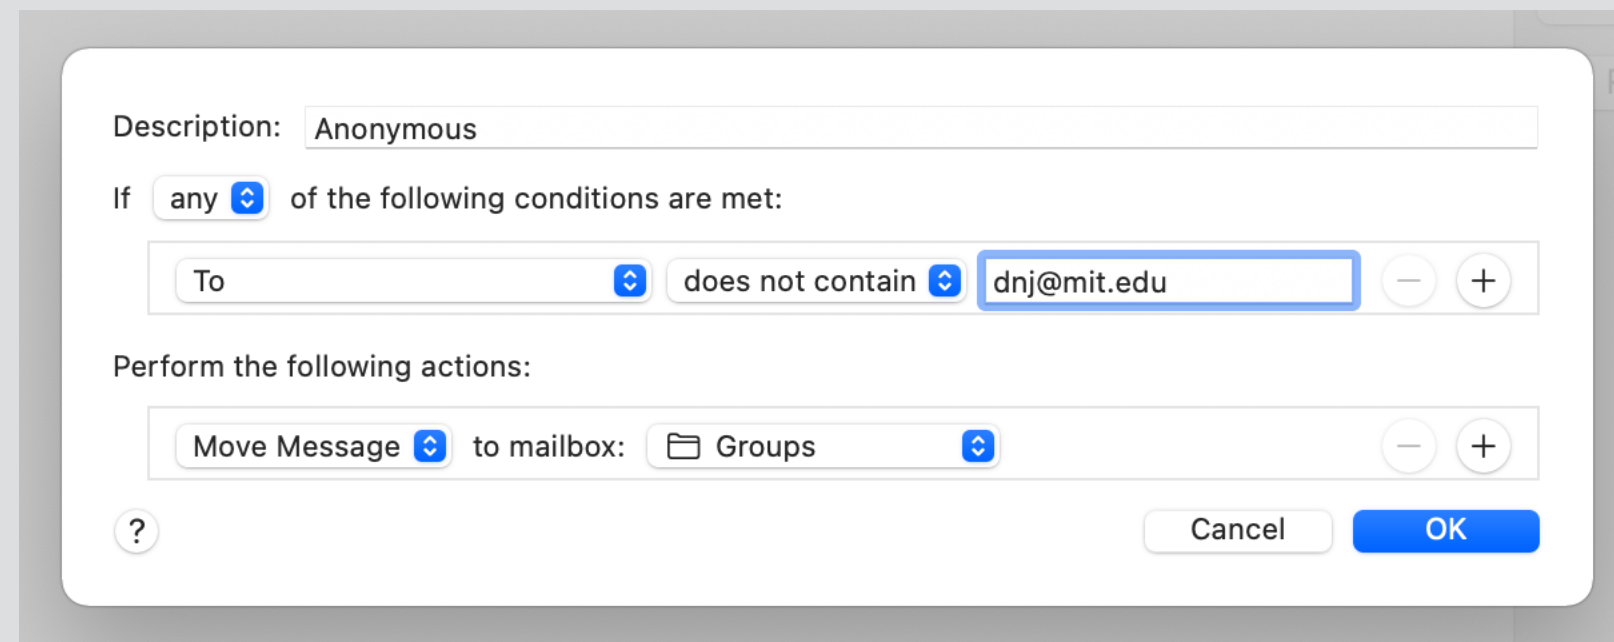 Description: Anonymous
If any of the following conditions are met:
To does not contain dnj@mit.edu
Perform the following actions:
Move Message to mailbox: Groups
? Cancel OK